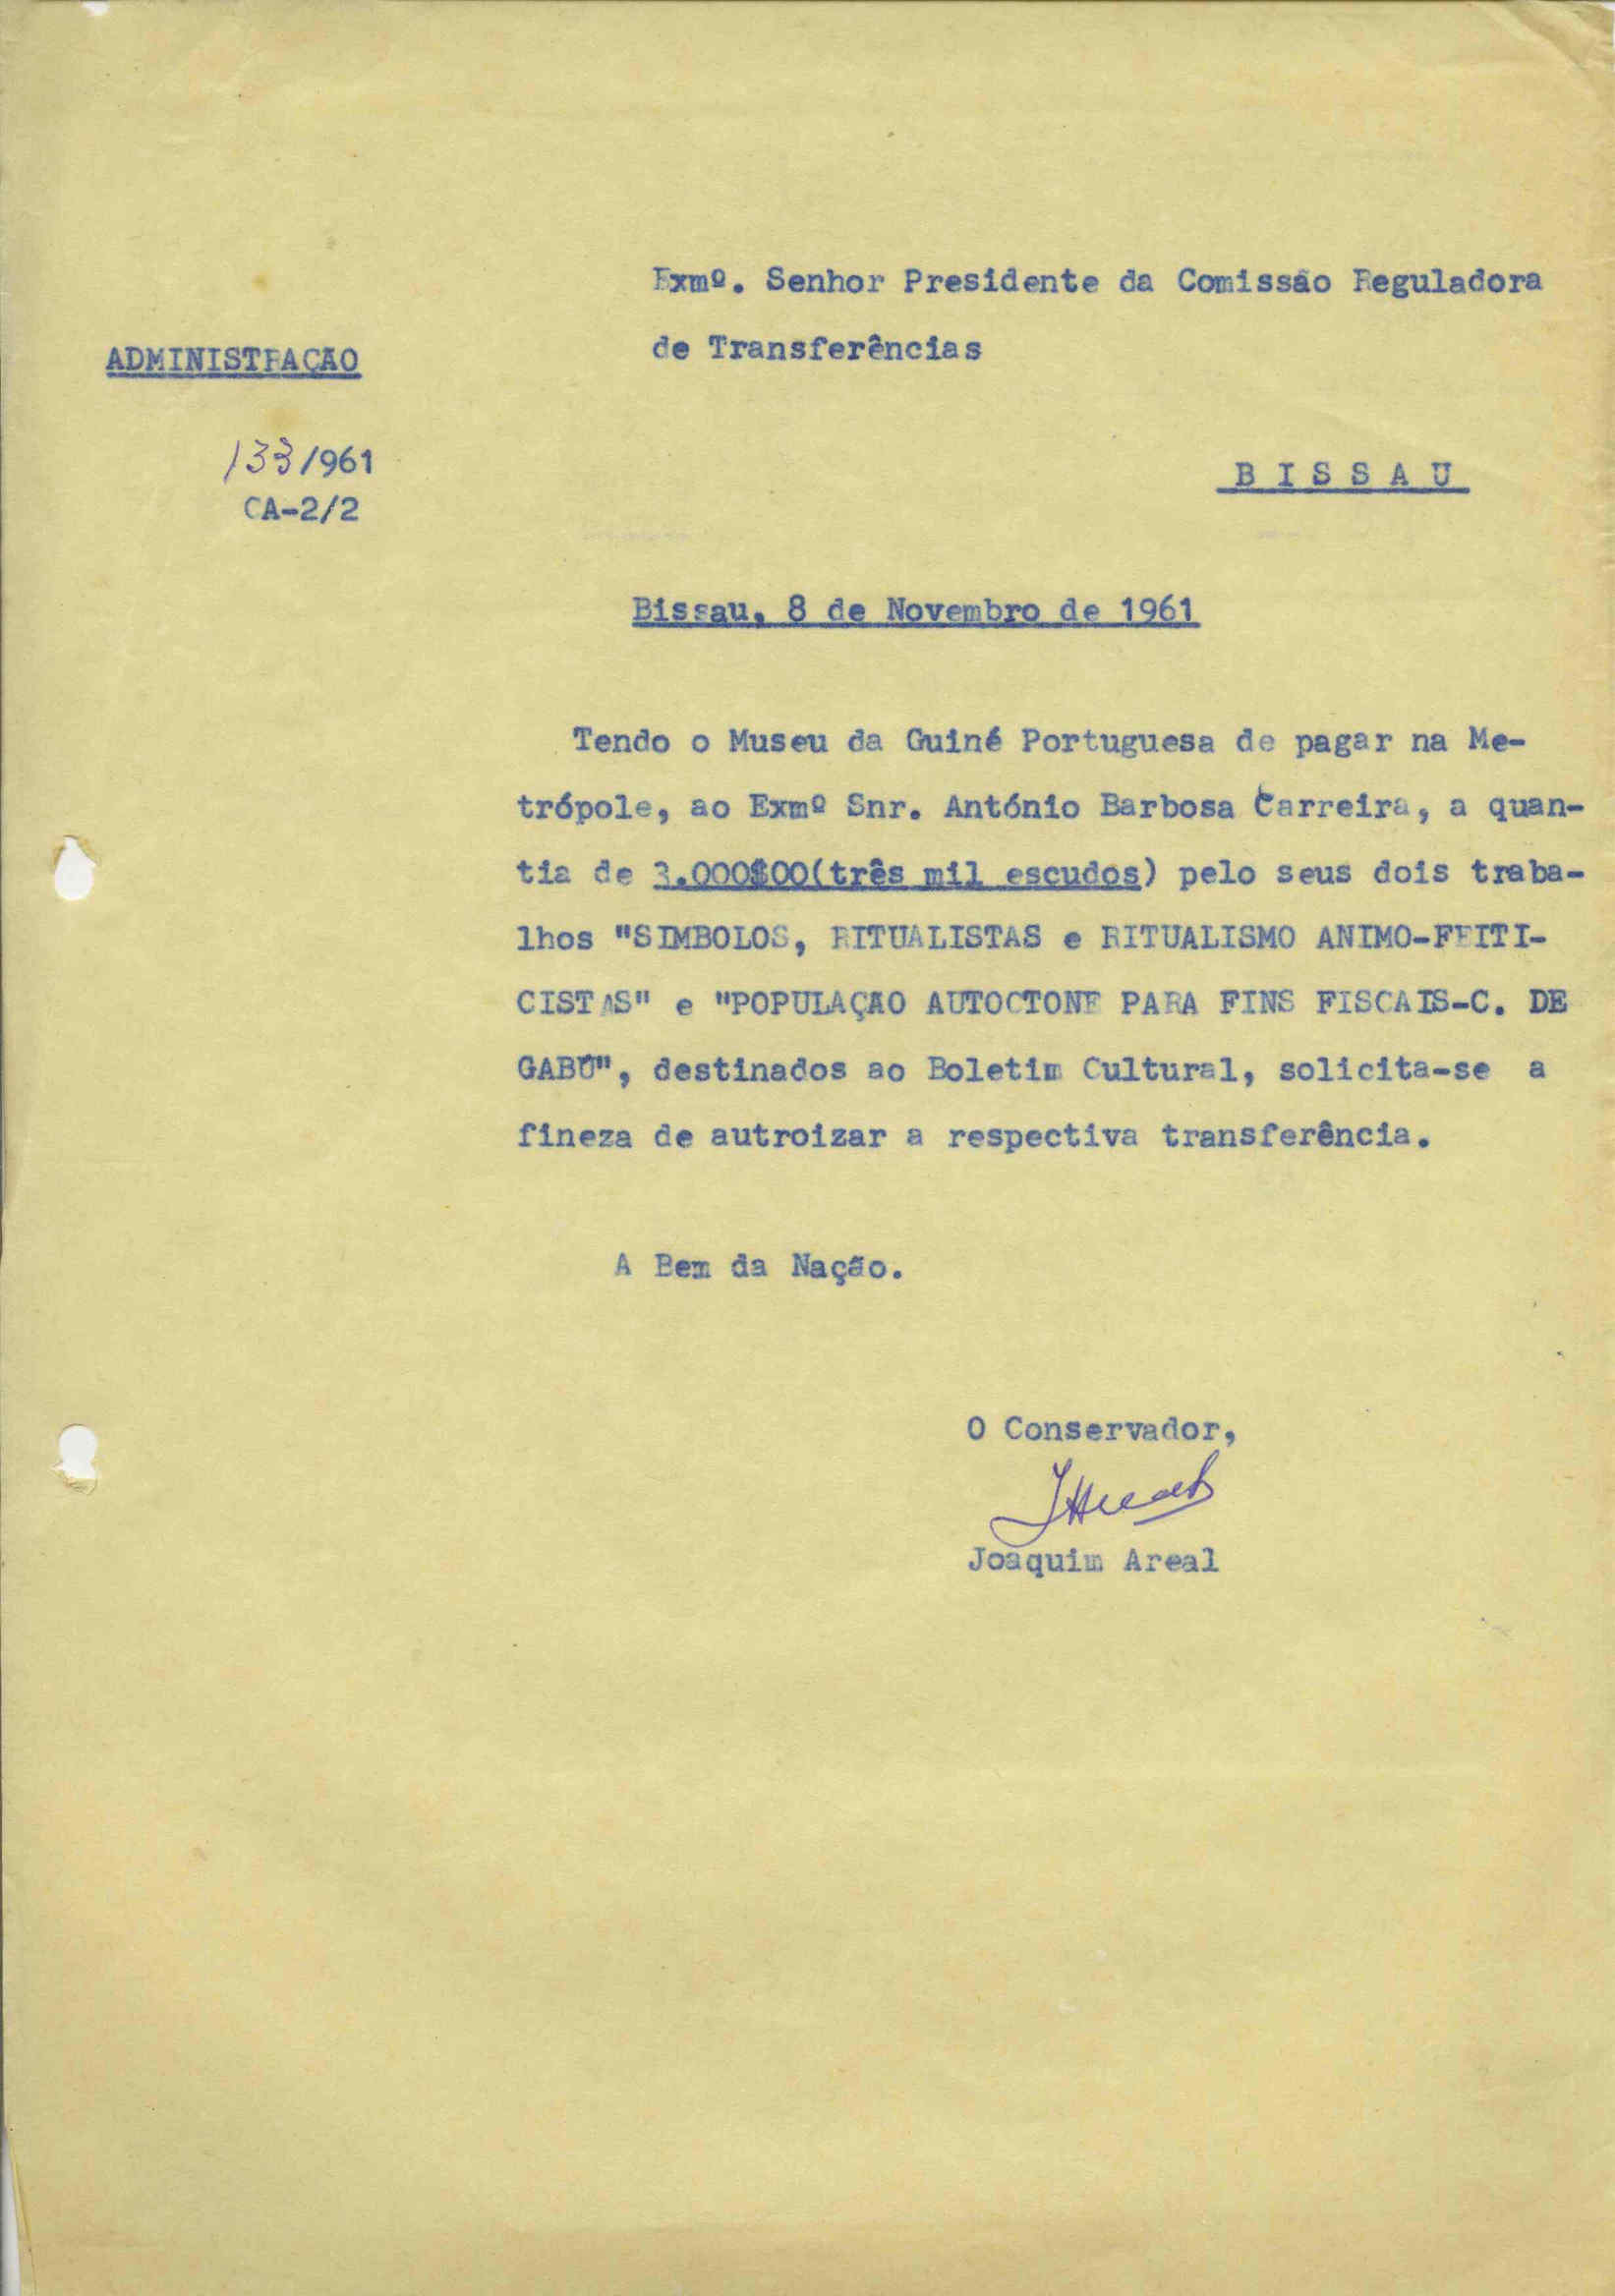 Exmº. Senhor Presidente da Comissão Reguladora
de Transferências
ADMINISTRAÇÃO
133/961
CA-2/2
B I S S A U
Bissau, 8 de Novembro de 1961
Tendo o Museu da Guiné Portuguesa de pagar na Me-
trópole, ao Exmº Snr. António Barbosa Carreira, a quan-
tia de 3.000$00(três mil escudos) pelo seus dois traba-
lhos "SIMBOLOS, RITUALISTAS e RITUALISMO ANIMO-FEITI-
CISTAS" e "POPULAÇÃO AUTOCTONE PARA FINS FISCAIS-C. DE
GABÚ", destinados ao Boletim Cultural, solicita-se a
fineza de autroizar a respectiva transferência.
A Bem da Nação.
O Conservador,
Joaquim Areal